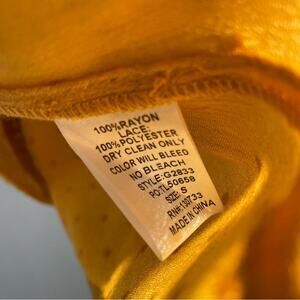 100%RAYON
LACE:
100%POLYESTER
DRY CLEAN ONLY
COLOR WILL BLEED
NO BLEACH
STYLE:G2833
PO:TL50658
SIZE: S
RN#:130733
MADE IN CHINA